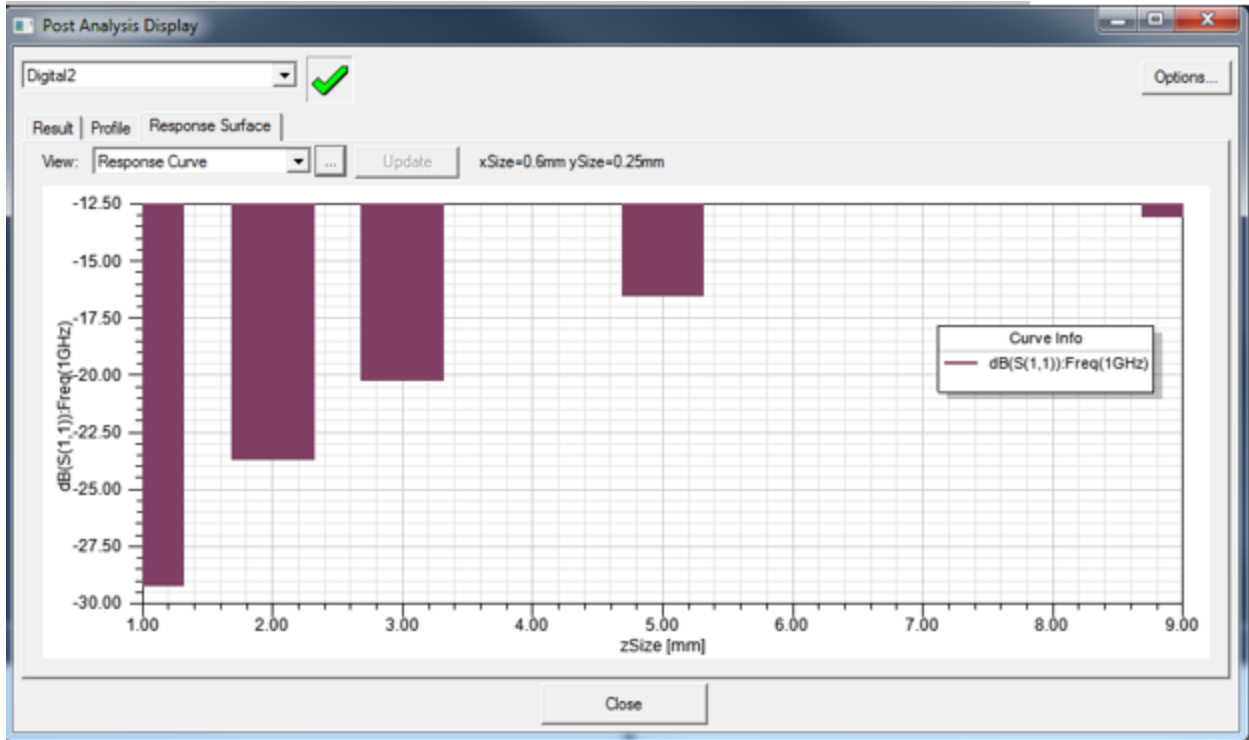 Post Analysis Display
Digital2
Options...
Result Profile Response Surface
View: Response Curve ... Update xSize=0.6mm ySize=0.25mm
-12.50
-15.00
-17.50
-20.00
-22.50
-25.00
-27.50
-30.00
dB(S(1,1)):Freq(1GHz)
Curve Info
dB(S(1,1)):Freq(1GHz)
1.00 2.00 3.00 4.00 5.00 6.00 7.00 8.00 9.00
zSize [mm]
Close